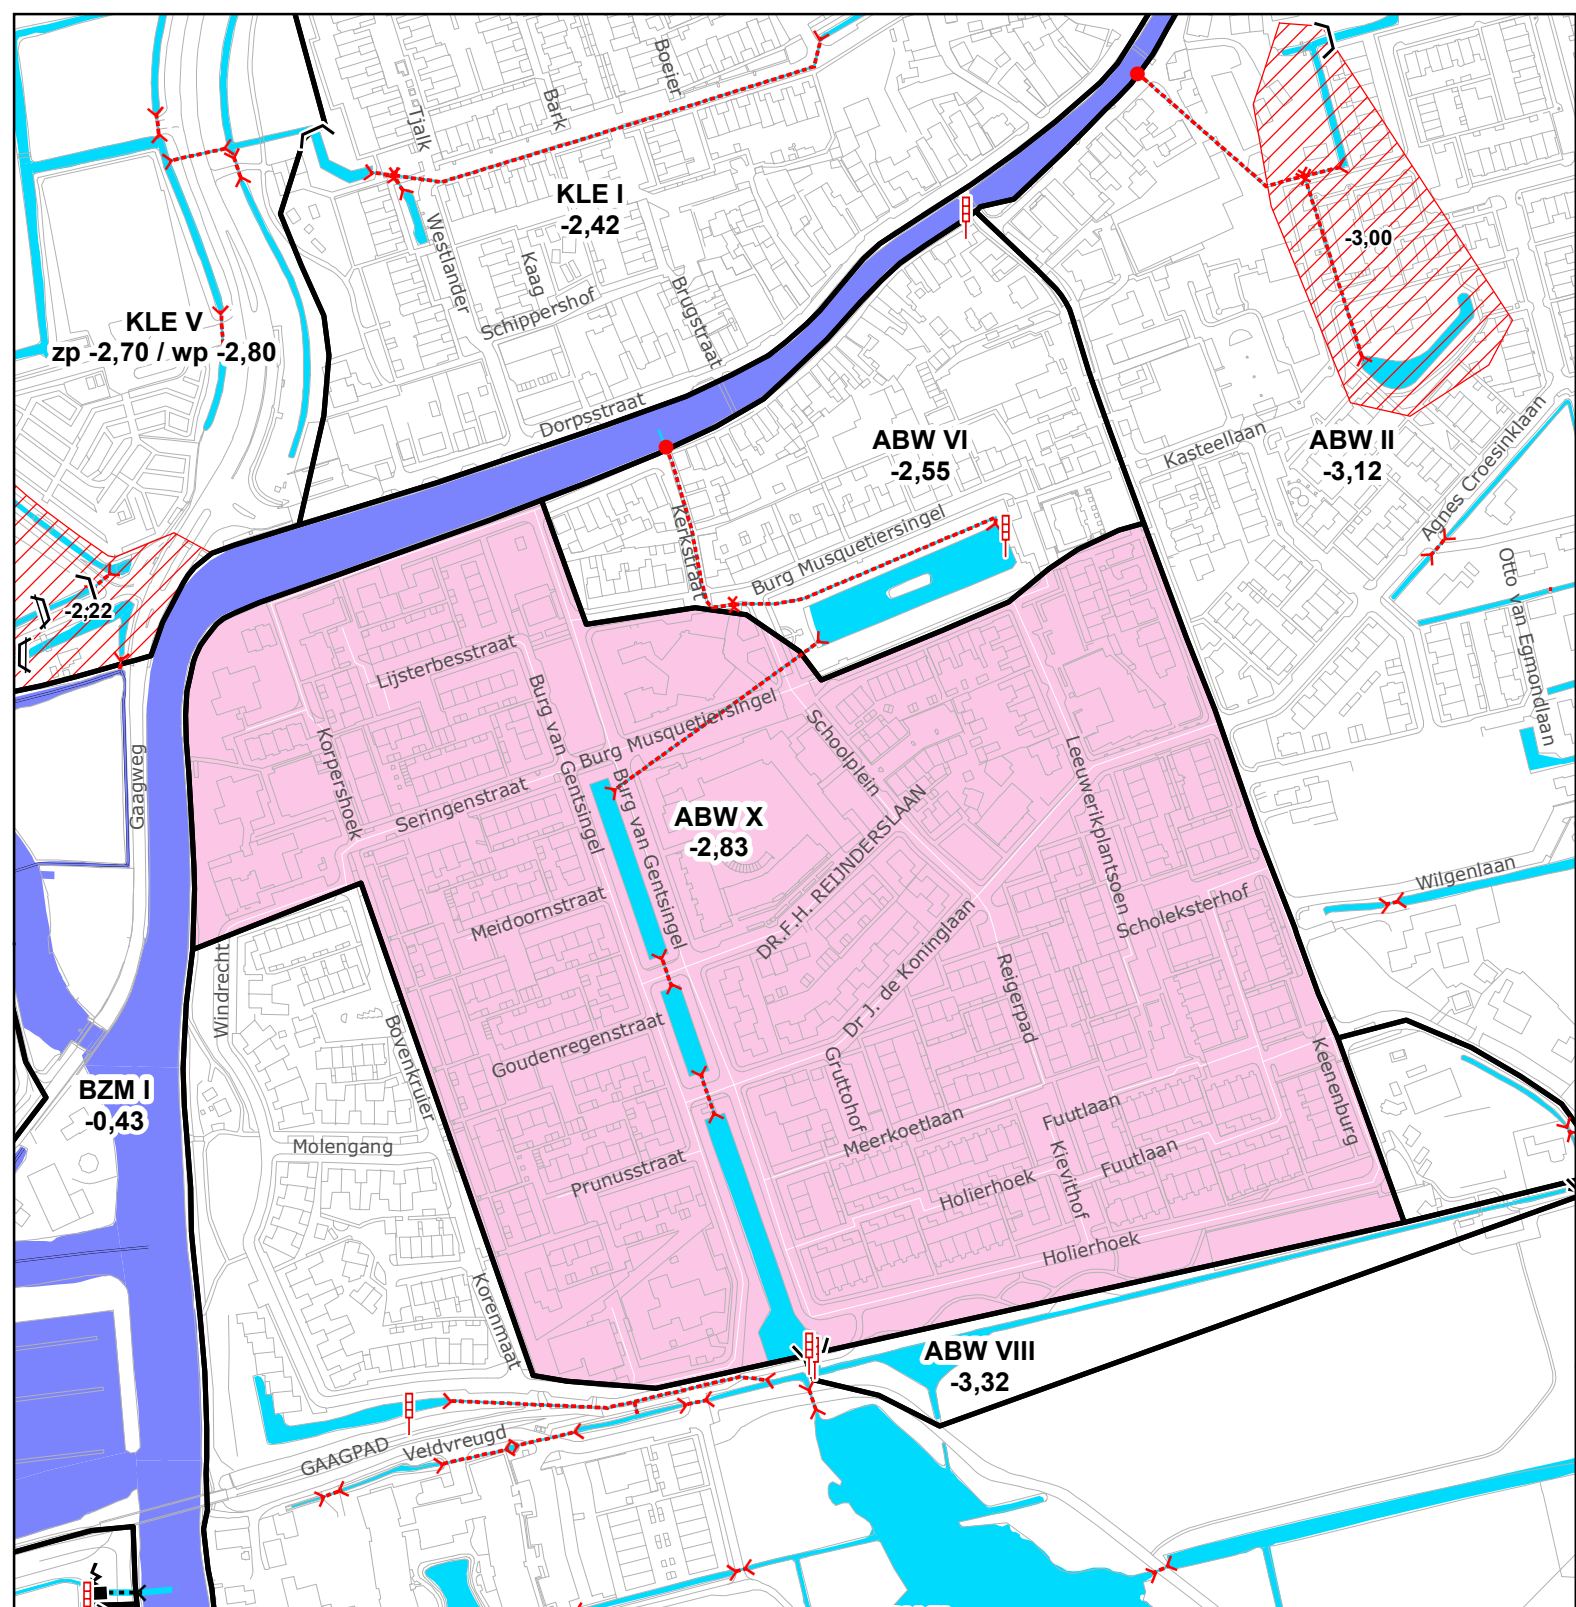 Boeier
Bark
Tjalk
KLE I
-2,42
-3,00
Westlander
Kaag
Schippershof
Brugstraat
KLE V
zp -2,70 / wp -2,80
Dorpsstraat
ABW VI
-2,55
Kasteellaan
ABW II
-3,12
Agnes Croesinklaan
Kerkstraat
Burg Musquetiersingel
Otto van Egmondlaan
-2,22
Lijsterbesstraat
Burg van Gentsingel
Burg Musquetiersingel
Schoolplein
Korpershoek
Gaagweg
Seringenstraat
Burg van Gentsingel
ABW X
-2,83
DR.F.H. REIJNDERSLAAN
Leeuwerikplantsoen
Wilgenlaan
Meidoornstraat
Scholeksterhof
Dr J. de Koninglaan
Windrecht
Reigerpad
Bovenkruier
Goudenregenstraat
Gruttohof
Keenenburg
BZM I
-0,43
Meerkoetlaan
Fuutlaan
Molengang
Fuutlaan
Kievithof
Prunusstraat
Holierhoek
Holierhoek
Korenmaat
ABW VIII
-3,32
GAAGPAD
Veldvreugd